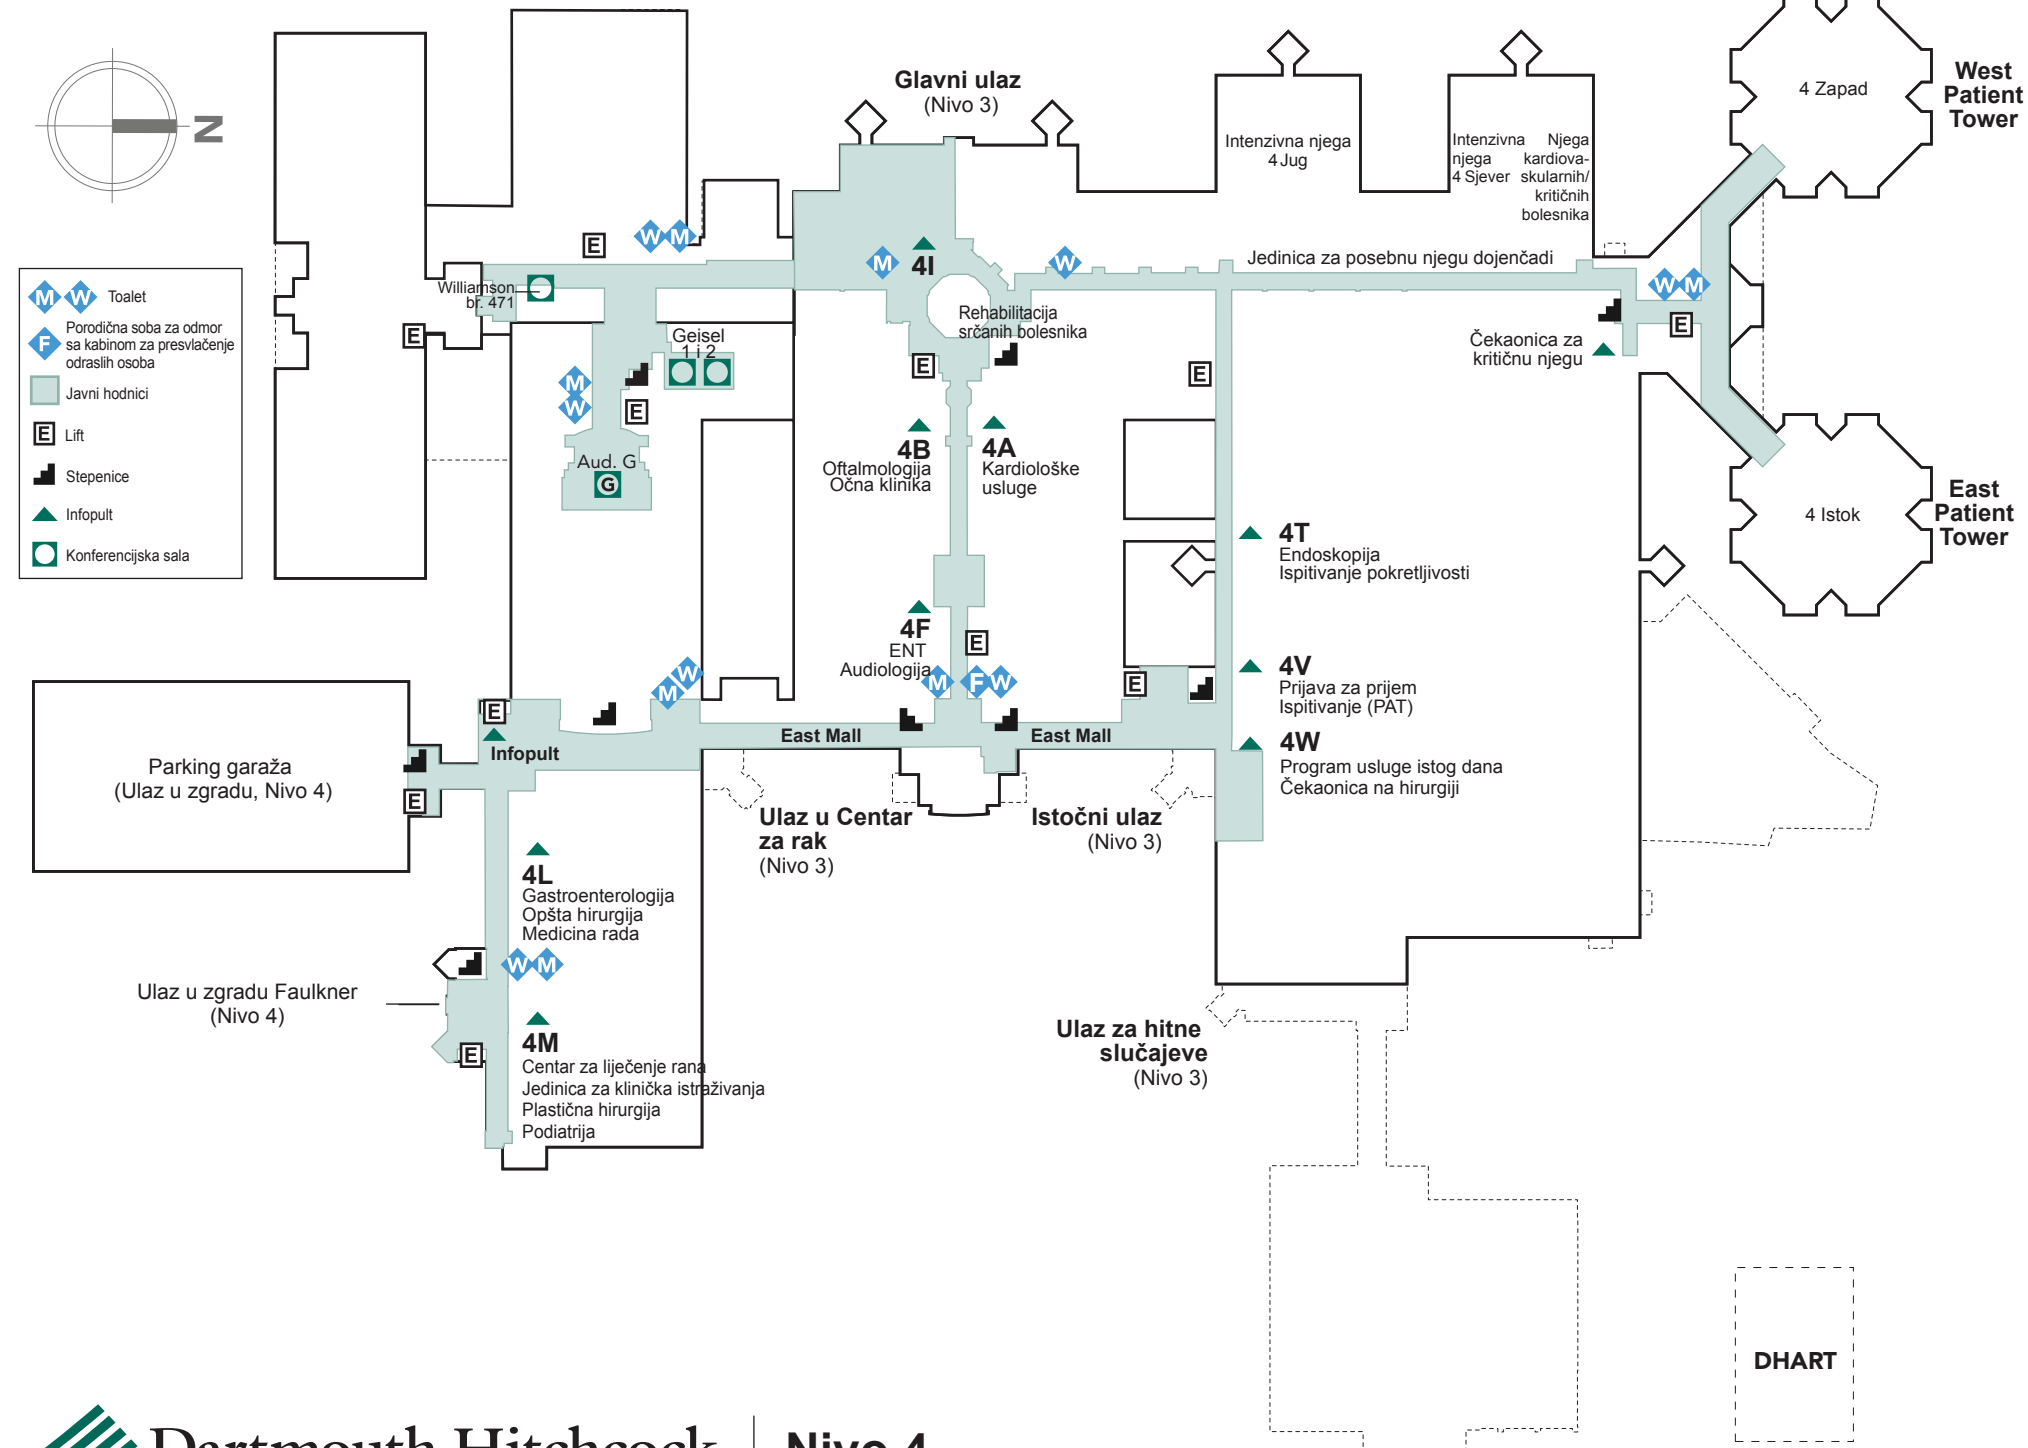 N
M W Toalet
F Porodična soba za odmor
sa kabinom za presvlačenje
odraslih osoba
Javni hodnici
E Lift
Stepenice
Infopult
Konferencijska sala
Glavni ulaz
(Nivo 3)
Intenzivna njega
4 Jug
Intenzivna
njega
4 Sjever
Njega
kardiova-
skularnih/
kritičnih
bolesnika
4 Zapad
West
Patient
Tower
E
W M
M
4I
W
Jedinica za posebnu njegu dojenčadi
W M
Williamson
br. 471
E
Rehabilitacija
srčanih bolesnika
E
Geisel
1 i 2
E
E
Čekaonica za
kritičnu njegu
M
W
E
4B
Oftalmologija
Očna klinika
4A
Kardiološke
usluge
Aud. G
G
4 Istok
East
Patient
Tower
4T
Endoskopija
Ispitivanje pokretljivosti
4F
ENT
Audiologija
E
M
F W
M W
E
4V
Prijava za prijem
Ispitivanje (PAT)
E
Infopult
East Mall
East Mall
4W
Program usluge istog dana
Čekaonica na hirurgiji
Parking garaža
(Ulaz u zgradu, Nivo 4)
E
Ulaz u Centar
za rak
(Nivo 3)
Istočni ulaz
(Nivo 3)
4L
Gastroenterologija
Opšta hirurgija
Medicina rada
W M
Ulaz u zgradu Faulkner
(Nivo 4)
E
4M
Centar za liječenje rana
Jedinica za klinička istraživanja
Plastična hirurgija
Podiatrija
Ulaz za hitne
slučajeve
(Nivo 3)
DHART
Dartmouth Hitchcock
Nivo 4